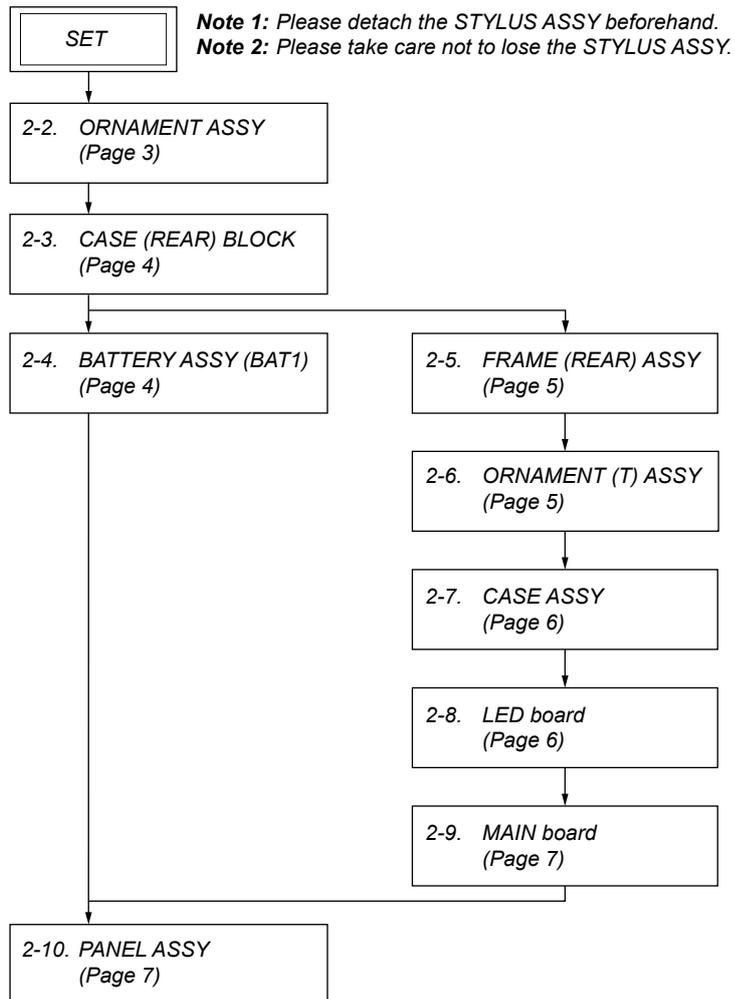 SET
Note 1: Please detach the STYLUS ASSY beforehand.
Note 2: Please take care not to lose the STYLUS ASSY.
2-2. ORNAMENT ASSY
(Page 3)
2-3. CASE (REAR) BLOCK
(Page 4)
2-4. BATTERY ASSY (BAT1)
(Page 4)
2-5. FRAME (REAR) ASSY
(Page 5)
2-6. ORNAMENT (T) ASSY
(Page 5)
2-7. CASE ASSY
(Page 6)
2-8. LED board
(Page 6)
2-9. MAIN board
(Page 7)
2-10. PANEL ASSY
(Page 7)